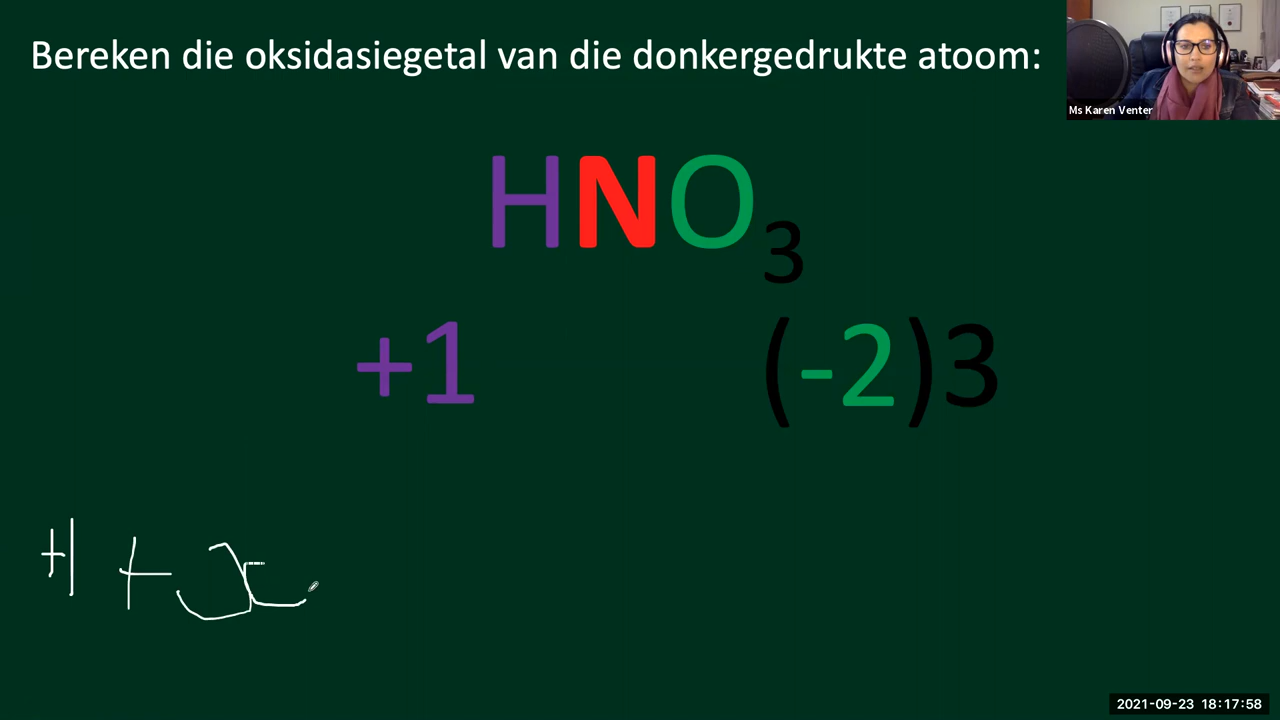 Bereken die oksidasiegetal van die donkergedrukte atoom:
Ms Karen Venter
HNO3
+1 (-2)3
+1 + x
2021-09-23 18:17:58